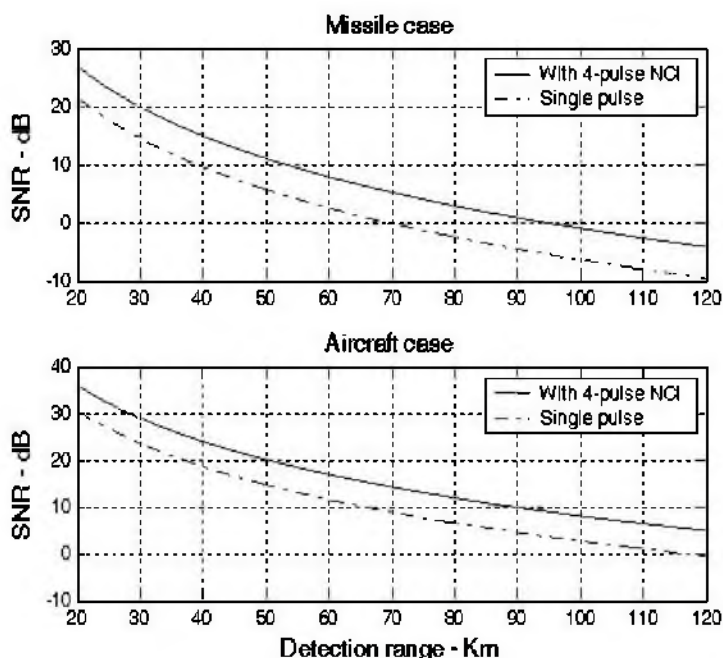 Missile case
30
20
10
0
-10
SNR - dB
With 4-pulse NCI
Single pulse
20 30 40 50 60 70 80 90 100 110 120
Aircraft case
40
30
20
10
0
-10
SNR - dB
With 4-pulse NCI
Single pulse
20 30 40 50 60 70 80 90 100 110 120
Detection range - Km